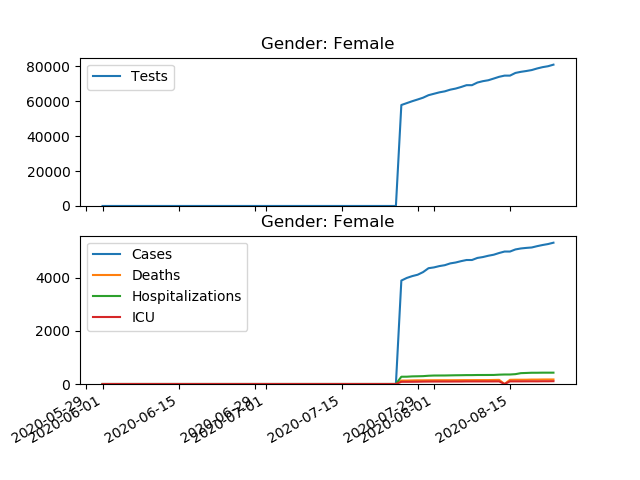 Gender: Female
80000
60000
40000
20000
0
Tests
Gender: Female
4000
2000
0
Cases
Deaths
Hospitalizations
ICU
2020-05-29
2020-06-01
2020-06-15
2020-06-29
2020-07-01
2020-07-15
2020-07-29
2020-08-01
2020-08-15